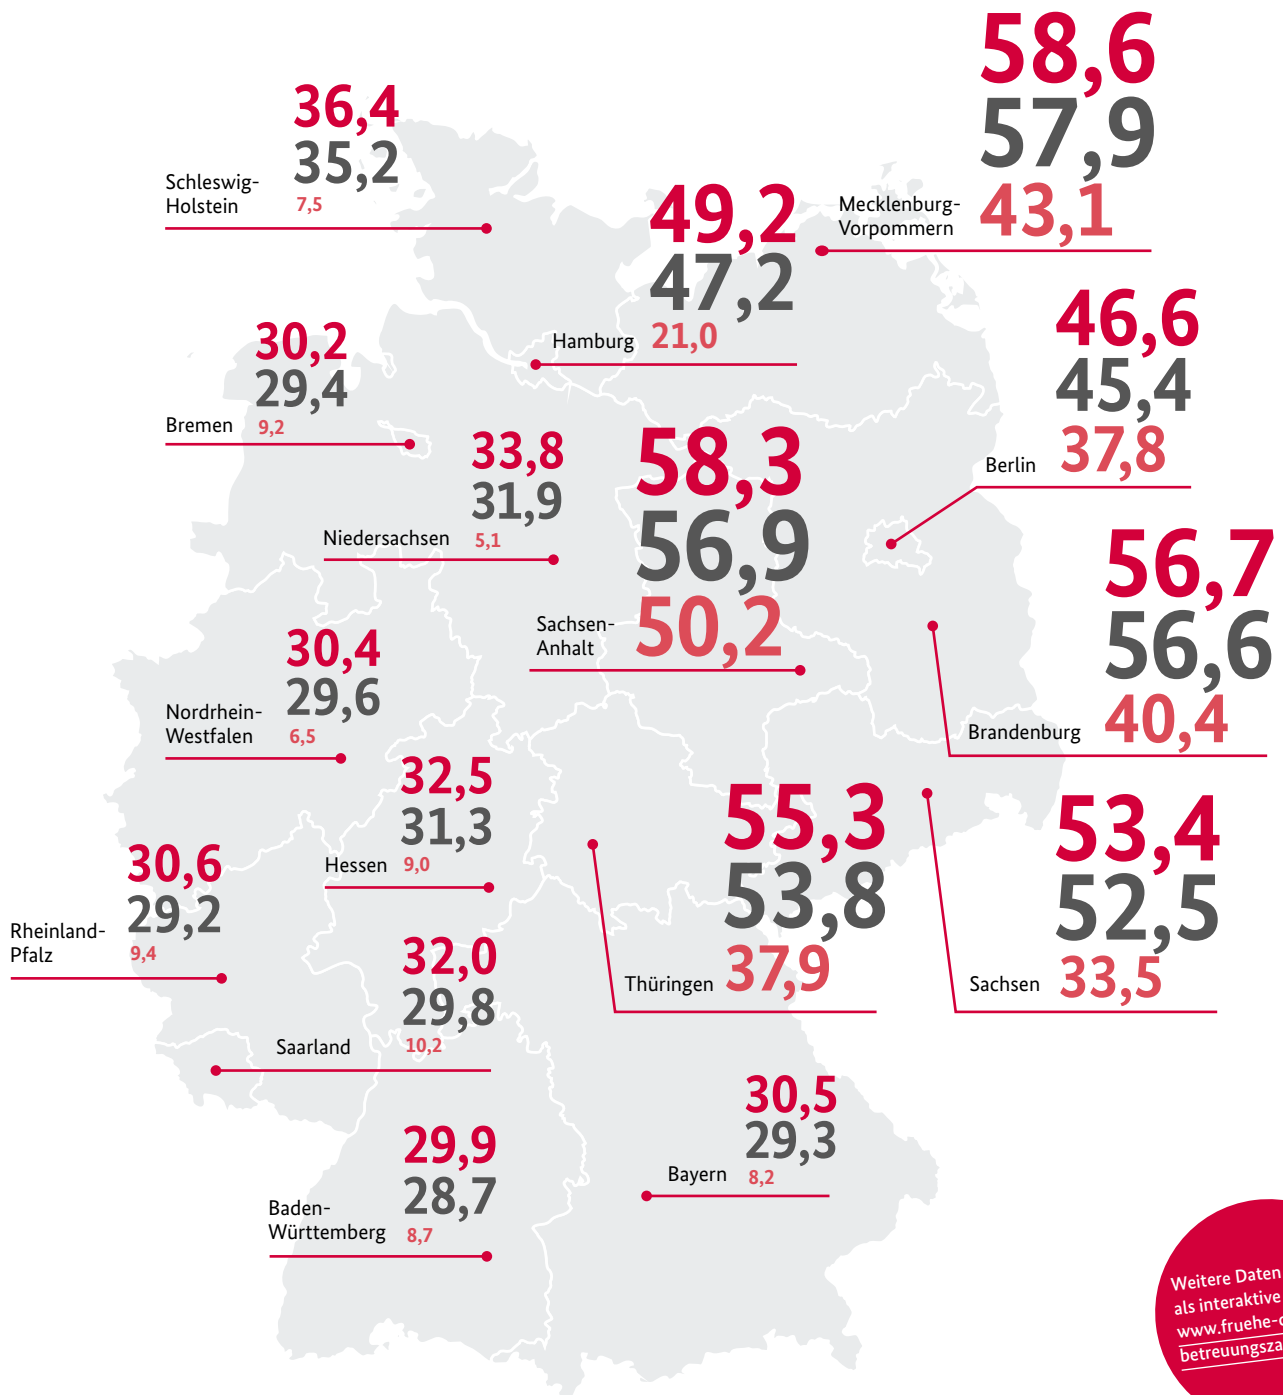 58,6
57,9
Mecklenburg-
Vorpommern
43,1
36,4
35,2
Schleswig-
Holstein
7,5
49,2
47,2
Hamburg
21,0
46,6
45,4
Berlin
37,8
30,2
29,4
Bremen
9,2
33,8
31,9
Niedersachsen
5,1
58,3
56,9
Sachsen-
Anhalt
50,2
56,7
56,6
Brandenburg
40,4
30,4
29,6
Nordrhein-
Westfalen
6,5
32,5
31,3
Hessen
9,0
55,3
53,8
Thüringen
37,9
53,4
52,5
Sachsen
33,5
30,6
29,2
Rheinland-
Pfalz
9,4
32,0
29,8
Saarland
10,2
30,5
29,3
Bayern
8,2
29,9
28,7
Baden-
Württemberg
8,7
Weitere Daten
als interaktive
www.fruehe-
betreuungsza